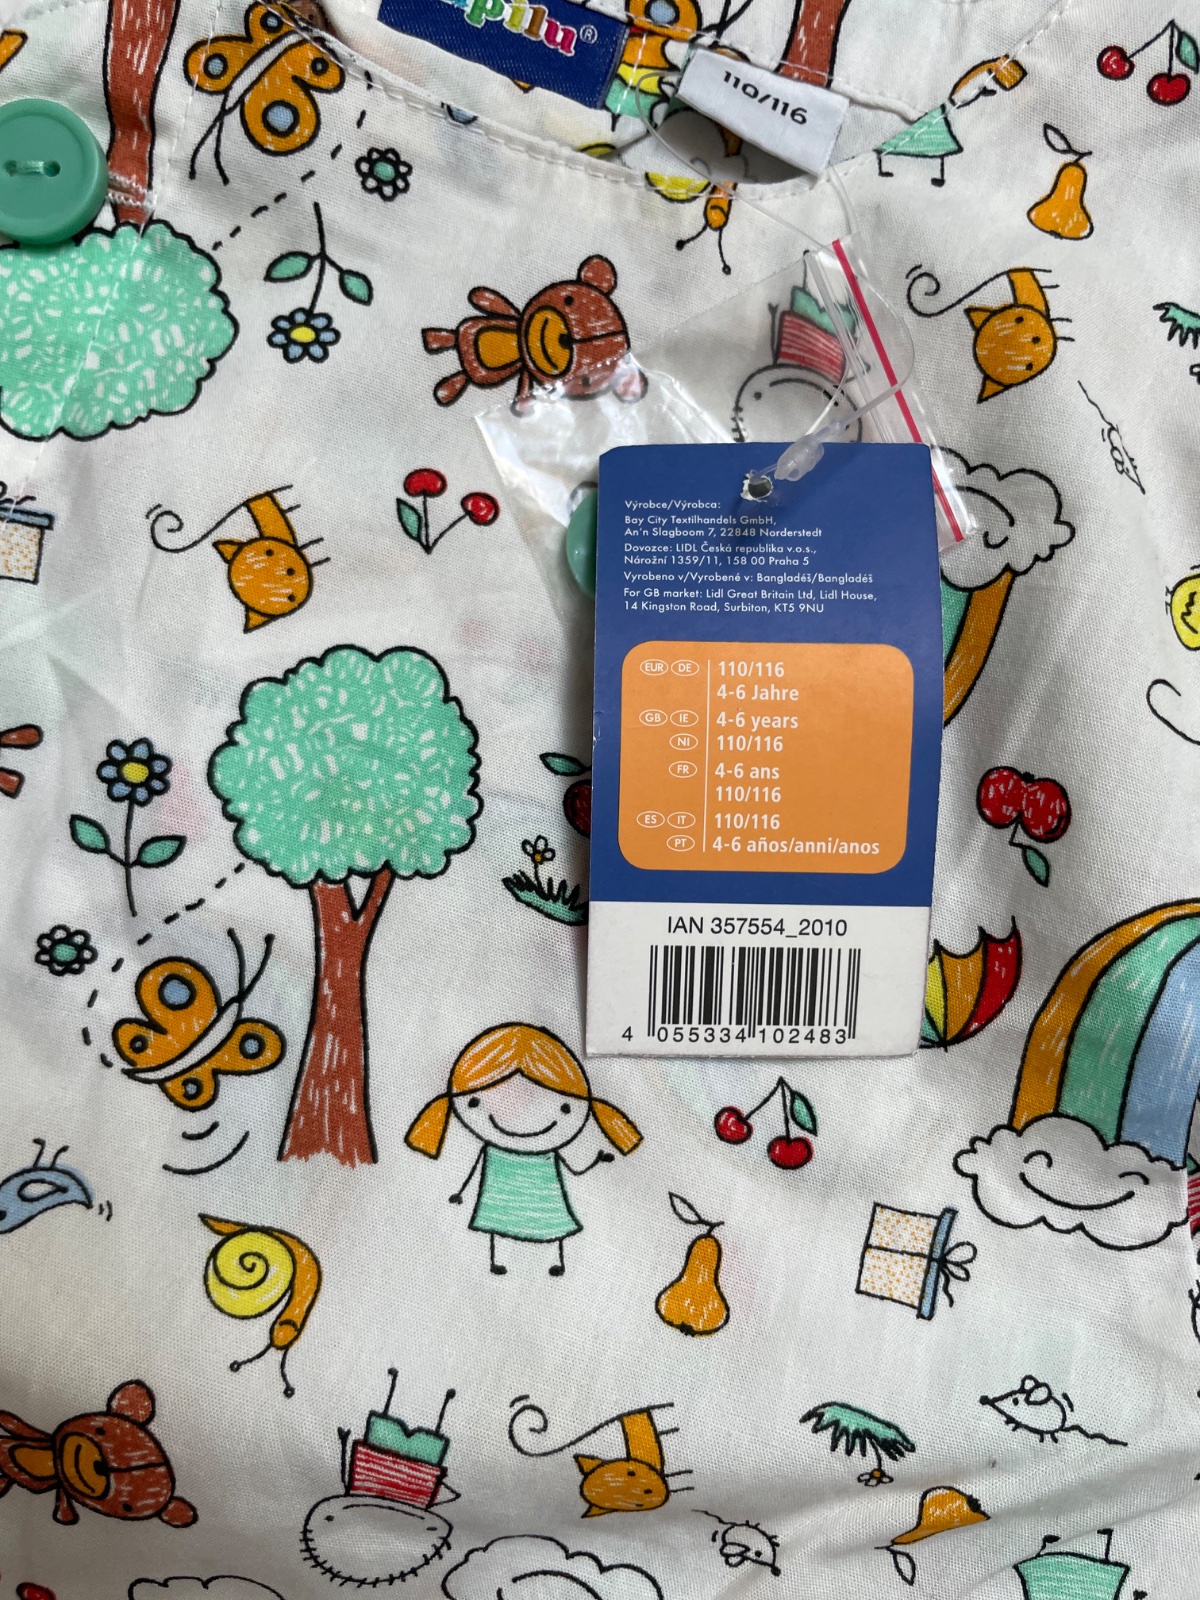 110/116
Výrobce/Výrobca:
Bay City Textilhandels GmbH,
An'n Slagboom 7, 22848 Norderstedt
Dovozce: LIDL Česká republika v.o.s.,
Nárožní 1359/11, 158 00 Praha 5
Vyrobeno v/Vyrobené v: Bangladéš/Bangladéš
For GB market: Lidl Great Britain Ltd, Lidl House,
14 Kingston Road, Surbiton, KT5 9NU
EUR DE 110/116
4-6 Jahre
GB IE 4-6 years
NI 110/116
FR 4-6 ans
110/116
ES IT 110/116
PT 4-6 años/anni/anos
IAN 357554_2010
4 055334 102483